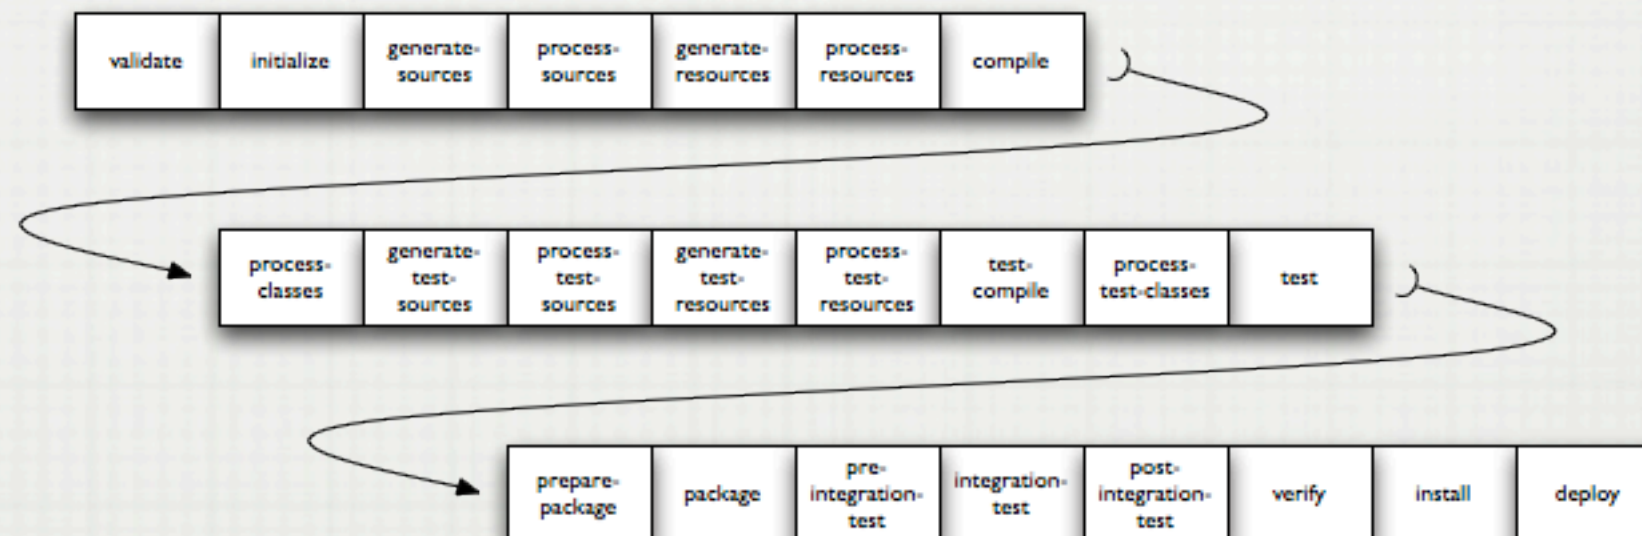 validate
initialize
generate-
sources
process-
sources
generate-
resources
process-
resources
compile
process-
classes
generate-
test-
sources
process-
test-
sources
generate-
test-
resources
process-
test-
resources
test-
compile
process-
test-classes
test
prepare-
package
package
pre-
integration-
test
integration-
test
post-
integration-
test
verify
install
deploy